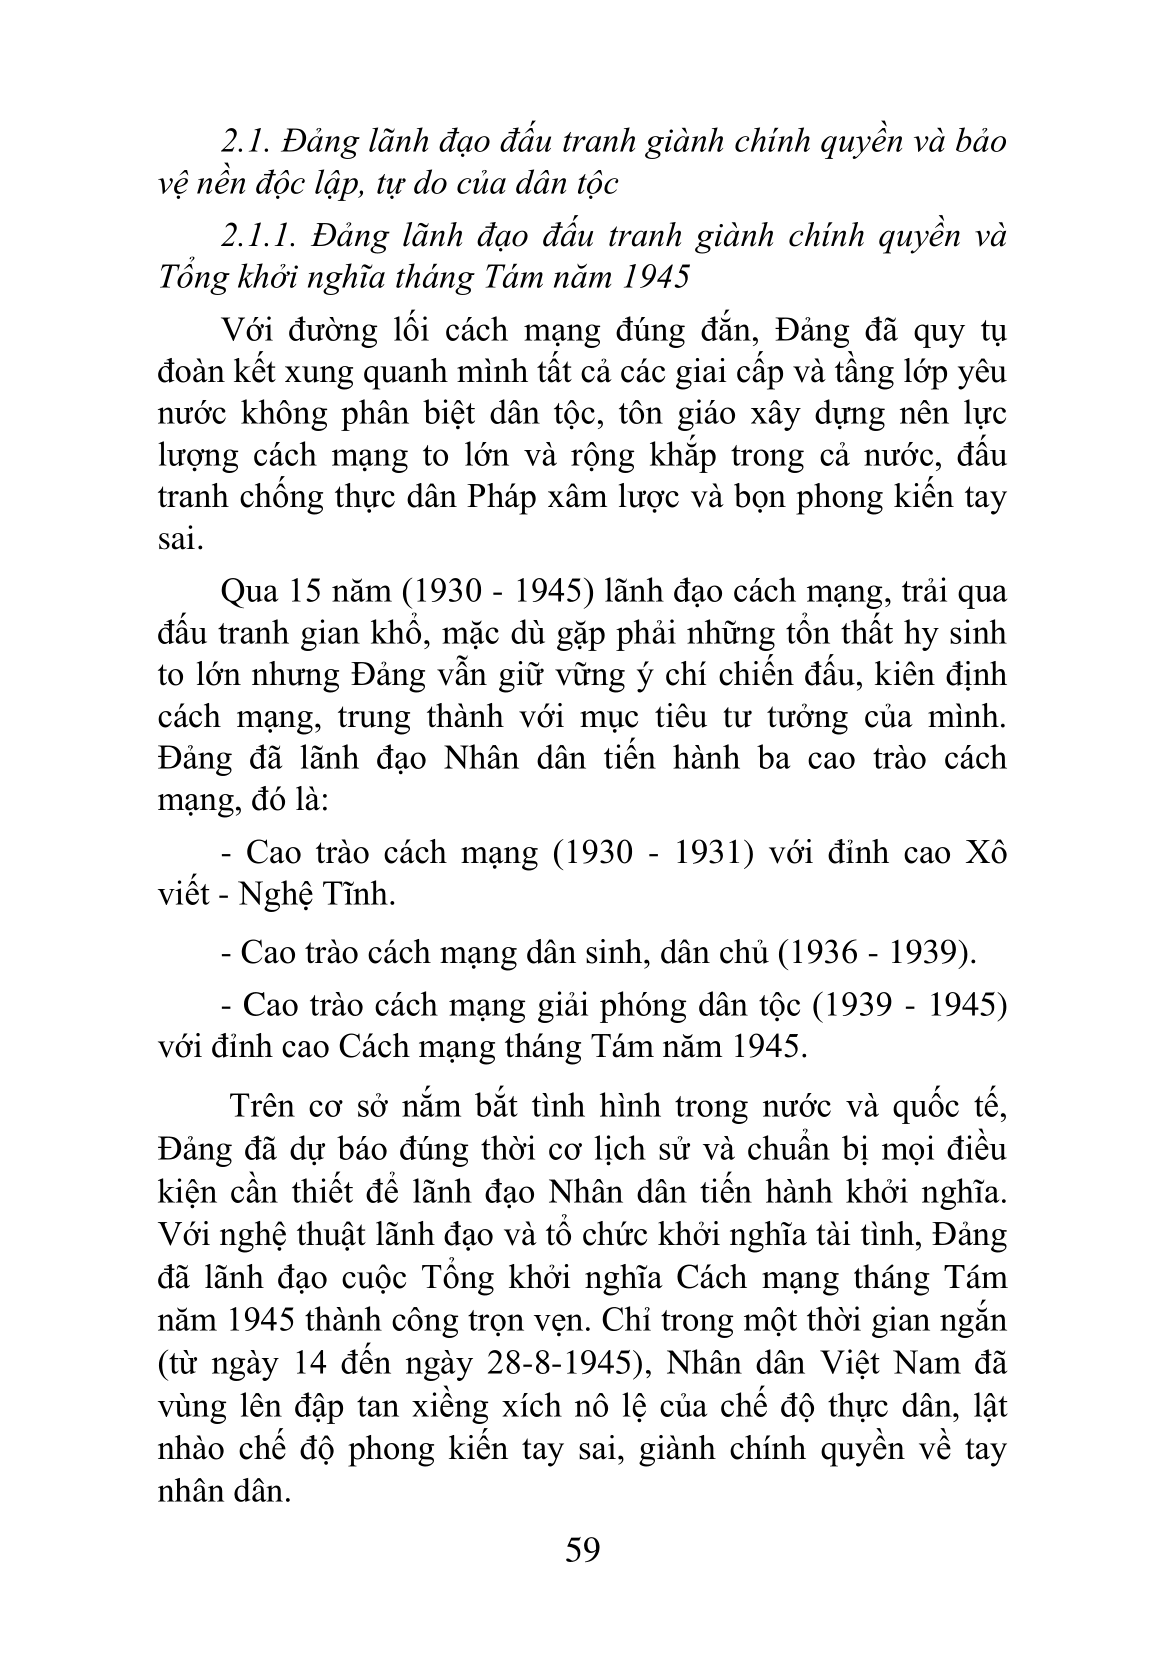 2.1. Đảng lãnh đạo đấu tranh giành chính quyền và bảo
vệ nền độc lập, tự do của dân tộc
2.1.1. Đảng lãnh đạo đấu tranh giành chính quyền và
Tổng khởi nghĩa tháng Tám năm 1945
Với đường lối cách mạng đúng đắn, Đảng đã quy tụ
đoàn kết xung quanh mình tất cả các giai cấp và tầng lớp yêu
nước không phân biệt dân tộc, tôn giáo xây dựng nên lực
lượng cách mạng to lớn và rộng khắp trong cả nước, đấu
tranh chống thực dân Pháp xâm lược và bọn phong kiến tay
sai.
Qua 15 năm (1930 - 1945) lãnh đạo cách mạng, trải qua
đấu tranh gian khổ, mặc dù gặp phải những tổn thất hy sinh
to lớn nhưng Đảng vẫn giữ vững ý chí chiến đấu, kiên định
cách mạng, trung thành với mục tiêu tư tưởng của mình.
Đảng đã lãnh đạo Nhân dân tiến hành ba cao trào cách
mạng, đó là:
- Cao trào cách mạng (1930 - 1931) với đỉnh cao Xô
viết - Nghệ Tĩnh.
- Cao trào cách mạng dân sinh, dân chủ (1936 - 1939).
- Cao trào cách mạng giải phóng dân tộc (1939 - 1945)
với đỉnh cao Cách mạng tháng Tám năm 1945.
Trên cơ sở nắm bắt tình hình trong nước và quốc tế,
Đảng đã dự báo đúng thời cơ lịch sử và chuẩn bị mọi điều
kiện cần thiết để lãnh đạo Nhân dân tiến hành khởi nghĩa.
Với nghệ thuật lãnh đạo và tổ chức khởi nghĩa tài tình, Đảng
đã lãnh đạo cuộc Tổng khởi nghĩa Cách mạng tháng Tám
năm 1945 thành công trọn vẹn. Chỉ trong một thời gian ngắn
(từ ngày 14 đến ngày 28-8-1945), Nhân dân Việt Nam đã
vùng lên đập tan xiềng xích nô lệ của chế độ thực dân, lật
nhào chế độ phong kiến tay sai, giành chính quyền về tay
nhân dân.
59